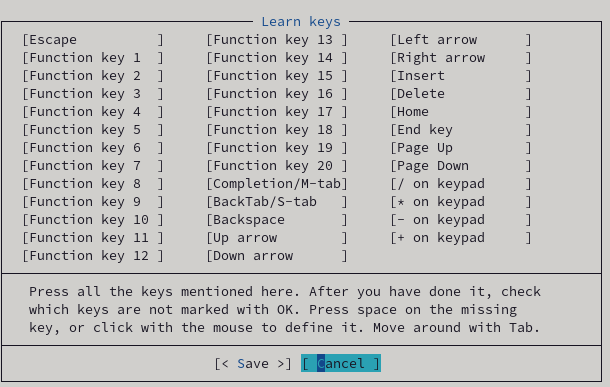 Learn keys
[Escape          ] [Function key 13 ] [Left arrow      ]
[Function key 1  ] [Function key 14 ] [Right arrow     ]
[Function key 2  ] [Function key 15 ] [Insert          ]
[Function key 3  ] [Function key 16 ] [Delete          ]
[Function key 4  ] [Function key 17 ] [Home            ]
[Function key 5  ] [Function key 18 ] [End key         ]
[Function key 6  ] [Function key 19 ] [Page Up         ]
[Function key 7  ] [Function key 20 ] [Page Down       ]
[Function key 8  ] [Completion/M-tab] [/ on keypad     ]
[Function key 9  ] [BackTab/S-tab   ] [* on keypad     ]
[Function key 10 ] [Backspace       ] [- on keypad     ]
[Function key 11 ] [Up arrow        ] [+ on keypad     ]
[Function key 12 ] [Down arrow      ]
Press all the keys mentioned here. After you have done it, check
which keys are not marked with OK. Press space on the missing
key, or click with the mouse to define it. Move around with Tab.
[< Save >] [ Cancel ]